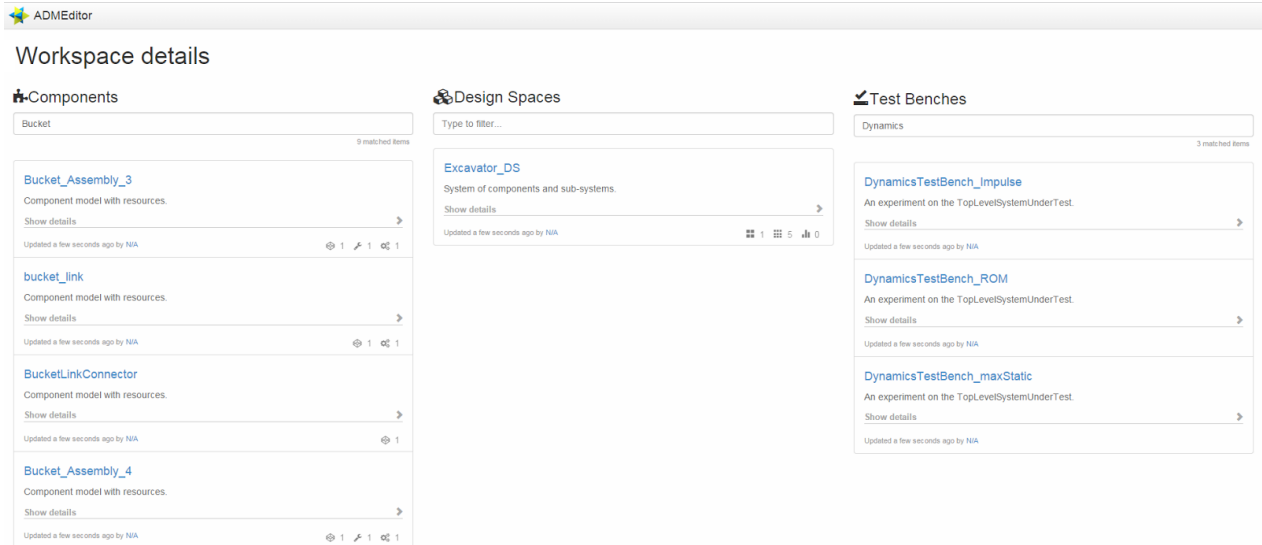 ADMEditor
Workspace details
Components
Bucket
9 matched items
Bucket_Assembly_3
Component model with resources.
Show details
Updated a few seconds ago by N/A
1 1 1
bucket_link
Component model with resources.
Show details
Updated a few seconds ago by N/A
1 1
BucketLinkConnector
Component model with resources.
Show details
Updated a few seconds ago by N/A
1
Bucket_Assembly_4
Component model with resources.
Show details
Updated a few seconds ago by N/A
1 1 1
Design Spaces
Type to filter...
Excavator_DS
System of components and sub-systems.
Show details
Updated a few seconds ago by N/A
1 5 0
Test Benches
Dynamics
3 matched items
DynamicsTestBench_Impulse
An experiment on the TopLevelSystemUnderTest.
Show details
Updated a few seconds ago by N/A
DynamicsTestBench_ROM
An experiment on the TopLevelSystemUnderTest.
Show details
Updated a few seconds ago by N/A
DynamicsTestBench_maxStatic
An experiment on the TopLevelSystemUnderTest.
Show details
Updated a few seconds ago by N/A